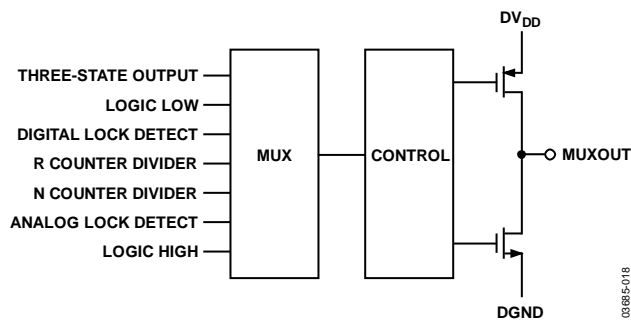 DVDD
THREE-STATE OUTPUT
LOGIC LOW
DIGITAL LOCK DETECT
R COUNTER DIVIDER
N COUNTER DIVIDER
ANALOG LOCK DETECT
LOGIC HIGH
MUX
CONTROL
MUXOUT
DGND
03685-018